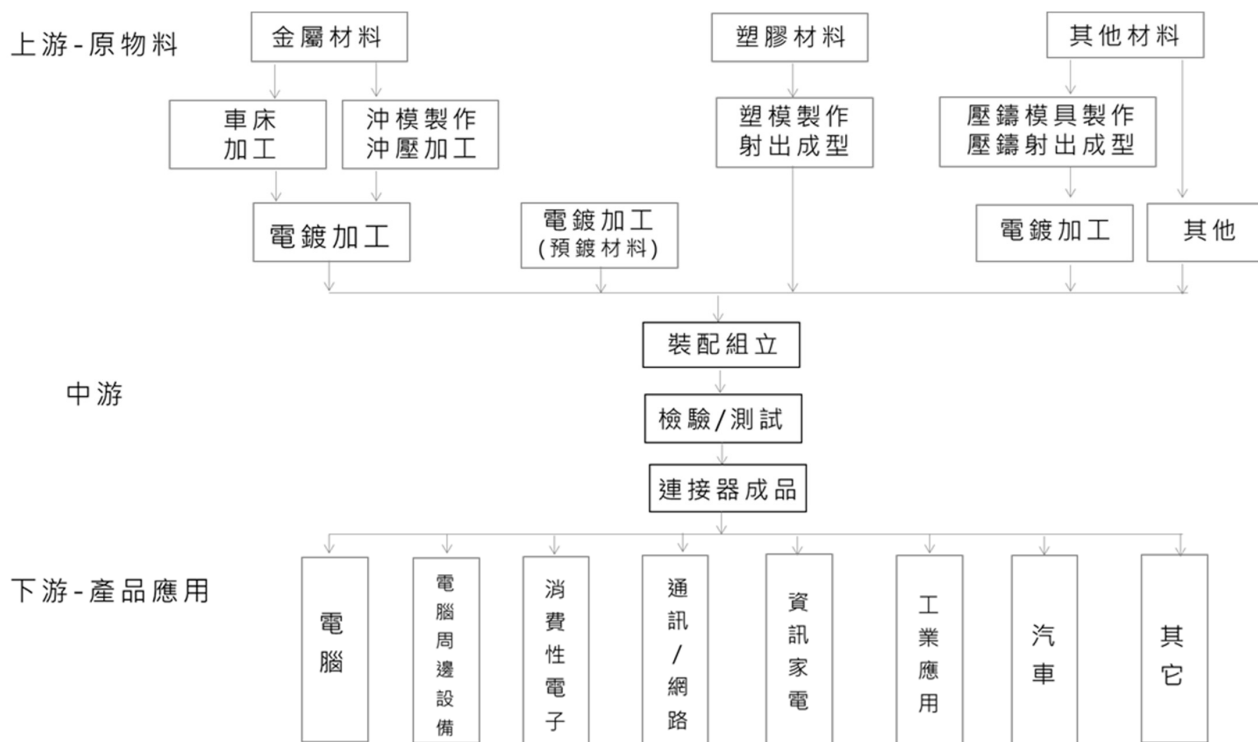 上游-原物料
金屬材料
塑膠材料
其他材料
車床
加工
沖模製作
沖壓加工
塑模製作
射出成型
壓鑄模具製作
壓鑄射出成型
電鍍加工
電鍍加工
(預鍍材料)
電鍍加工
其他
裝配組立
中游
檢驗/測試
連接器成品
下游-產品應用
電腦
電腦周邊設備
消費性電子
通訊/網路
資訊家電
工業應用
汽車
其它